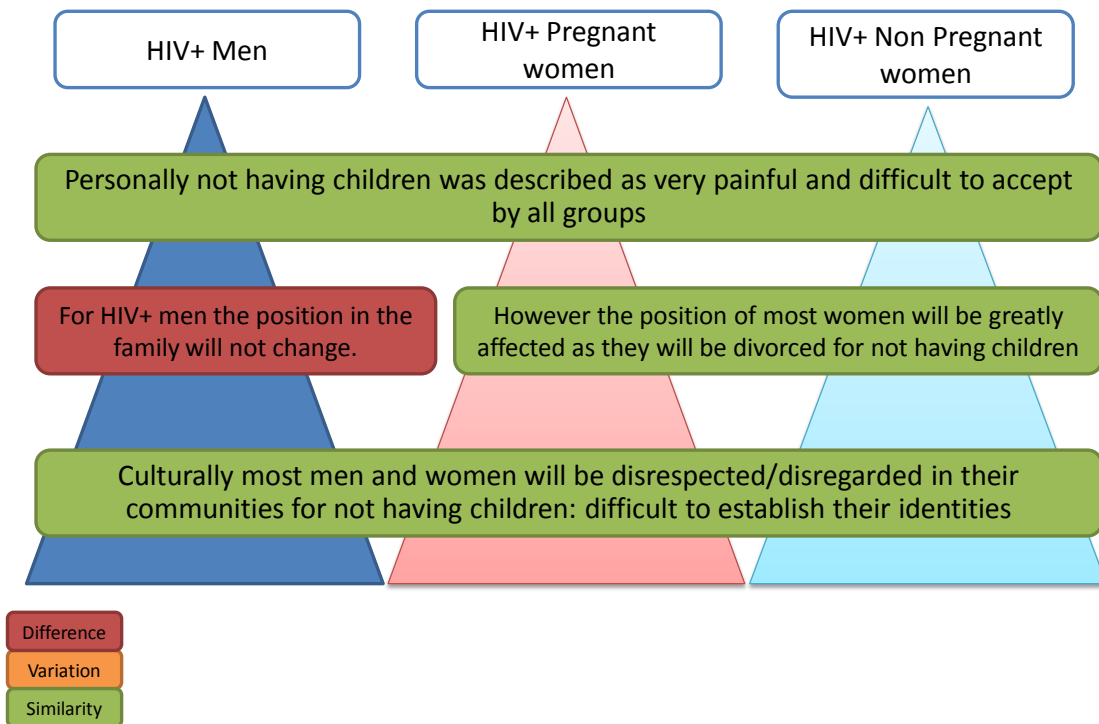 HIV+ Men
HIV+ Pregnant
women
HIV+ Non Pregnant
women
Personally not having children was described as very painful and difficult to accept
by all groups
For HIV+ men the position in the
family will not change.
However the position of most women will be greatly
affected as they will be divorced for not having children
Culturally most men and women will be disrespected/disregarded in their
communities for not having children: difficult to establish their identities
Difference
Variation
Similarity